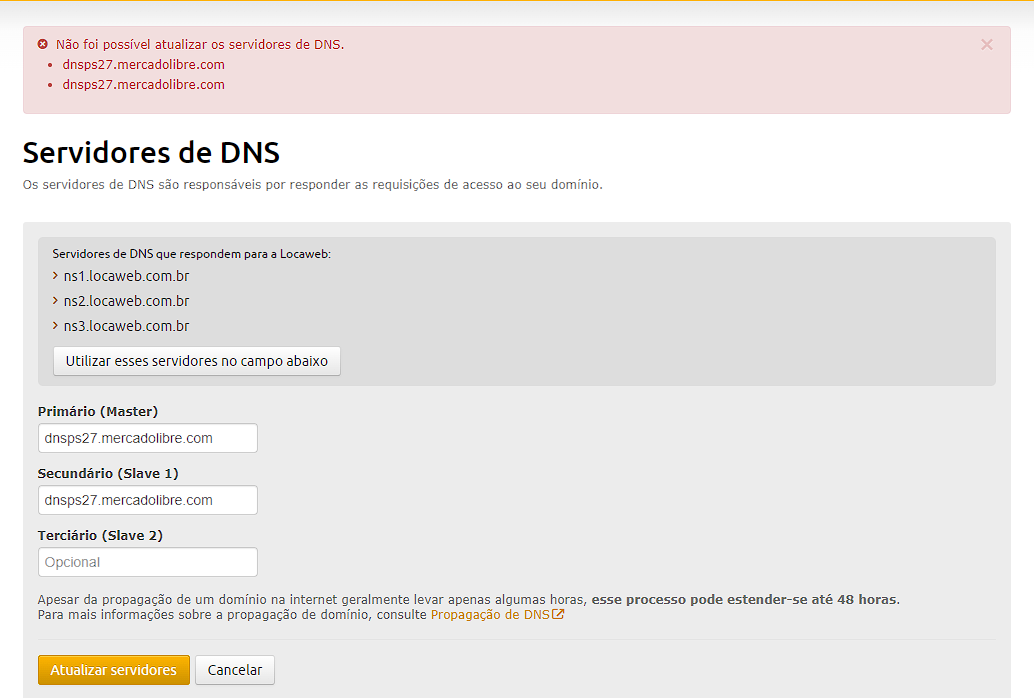 Não foi possível atualizar os servidores de DNS.
dnsps27.mercadolibre.com
dnsps27.mercadolibre.com
Servidores de DNS
Os servidores de DNS são responsáveis por responder as requisições de acesso ao seu domínio.
Servidores de DNS que respondem para a Locaweb:
ns1.locaweb.com.br
ns2.locaweb.com.br
ns3.locaweb.com.br
Utilizar esses servidores no campo abaixo
Primário (Master)
dnsps27.mercadolibre.com
Secundário (Slave 1)
dnsps27.mercadolibre.com
Terciário (Slave 2)
Opcional
Apesar da propagação de um domínio na internet geralmente levar apenas algumas horas, esse processo pode estender-se até 48 horas.
Para mais informações sobre a propagação de domínio, consulte Propagação de DNS
Atualizar servidores Cancelar